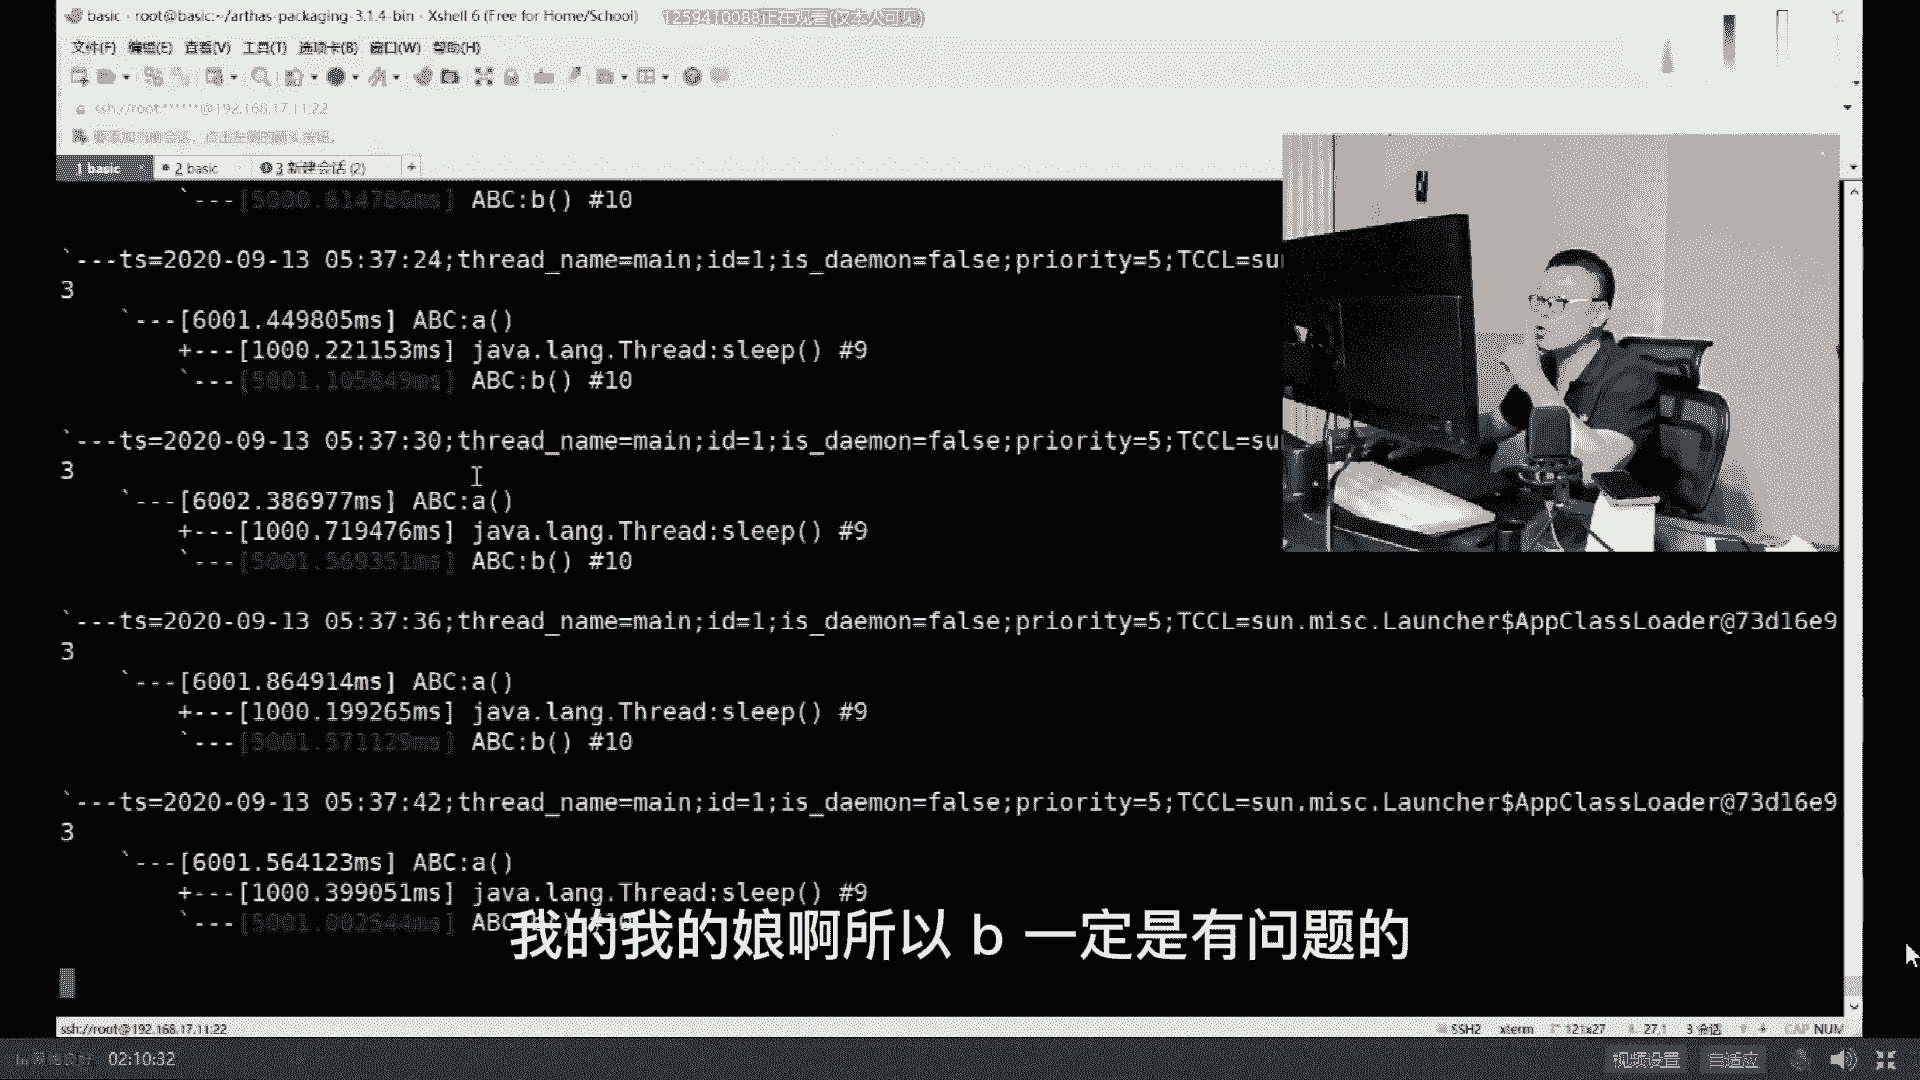 basic - root@basic:~/arthas-packaging-3.1.4-bin - Xshell 6 (Free for Home/School)
1259410088正在观看(仅本人可见)
文件(F) 编辑(E) 查看(V) 工具(T) 选项卡(B) 窗口(W) 帮助(H)
ssh://root:******@192.168.17.11:22
要添加当前会话，点击左侧的箭头按钮。
1 basic
2 basic
3 新建会话 (2)
+
`---[5000.614786ms] ABC:b() #10
`---ts=2020-09-13 05:37:24;thread_name=main;id=1;is_daemon=false;priority=5;TCCL=sun
3
`---[6001.449805ms] ABC:a()
+---[1000.221153ms] java.lang.Thread:sleep() #9
`---[5001.105849ms] ABC:b() #10
`---ts=2020-09-13 05:37:30;thread_name=main;id=1;is_daemon=false;priority=5;TCCL=sun
3
`---[6002.386977ms] ABC:a()
+---[1000.719476ms] java.lang.Thread:sleep() #9
`---[5001.569351ms] ABC:b() #10
`---ts=2020-09-13 05:37:36;thread_name=main;id=1;is_daemon=false;priority=5;TCCL=sun.misc.Launcher$AppClassLoader@73d16e9
3
`---[6001.864914ms] ABC:a()
+---[1000.199265ms] java.lang.Thread:sleep() #9
`---[5001.571129ms] ABC:b() #10
`---ts=2020-09-13 05:37:42;thread_name=main;id=1;is_daemon=false;priority=5;TCCL=sun.misc.Launcher$AppClassLoader@73d16e9
3
`---[6001.564123ms] ABC:a()
+---[1000.399051ms] java.lang.Thread:sleep() #9
`---[5001.002544ms] ABC:b() #10
我的我的娘啊所以 b 一定是有问题的
ssh://root@192.168.17.11:22
SSH2 xterm 121x27 27,1 3 会话 CAP NUM
02:10:32
视频设置 自适应